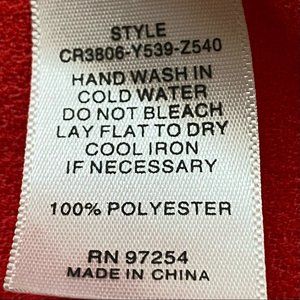 STYLE
CR3806-Y539-Z540
HAND WASH IN
COLD WATER
DO NOT BLEACH
LAY FLAT TO DRY
COOL IRON
IF NECESSARY
100% POLYESTER
RN 97254
MADE IN CHINA